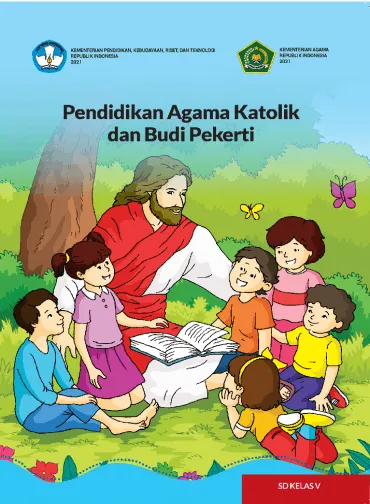 KEMENTERIAN PENDIDIKAN, KEBUDAYAAN, RISET, DAN TEKNOLOGI
REPUBLIK INDONESIA
2021
KEMENTERIAN AGAMA
REPUBLIK INDONESIA
2021
Pendidikan Agama Katolik
dan Budi Pekerti
SD KELAS V